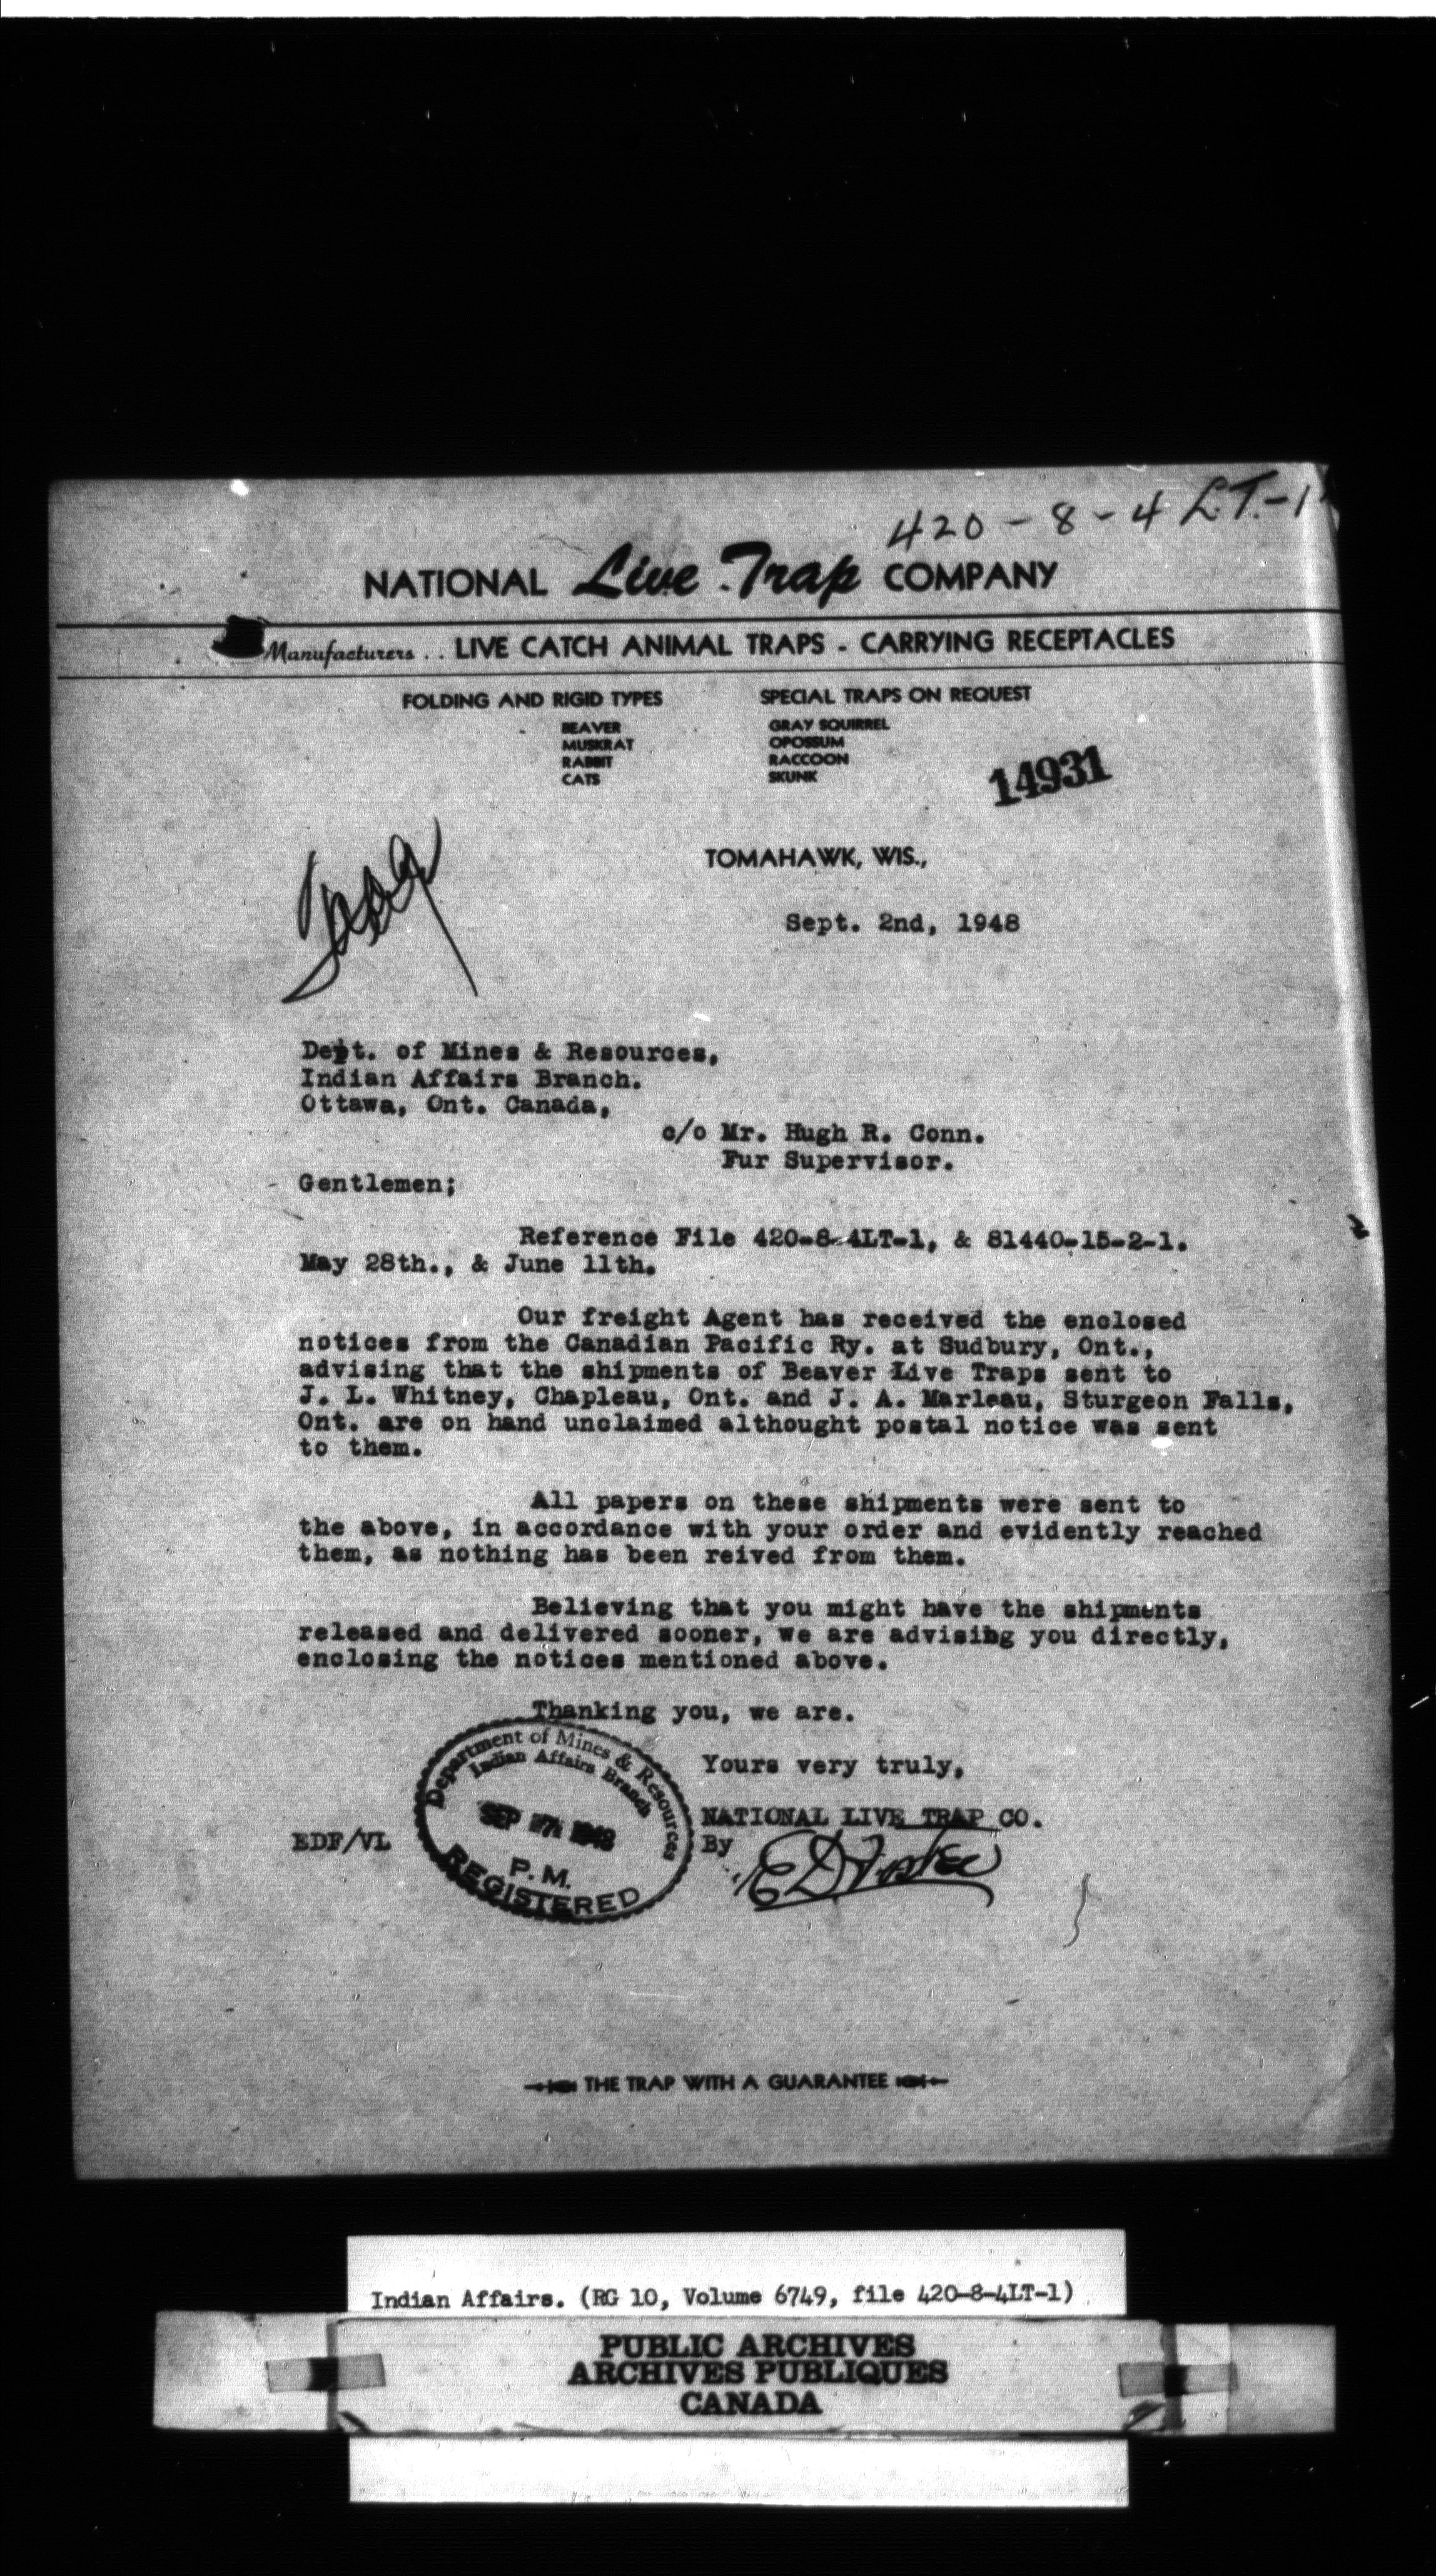 420-8-4 L.T.-1
NATIONAL Live Trap COMPANY
Manufacturers . . LIVE CATCH ANIMAL TRAPS - CARRYING RECEPTACLES
FOLDING AND RIGID TYPES
BEAVER
MUSKRAT
RABBIT
CATS
SPECIAL TRAPS ON REQUEST
GRAY SQUIRREL
OPOSSUM
RACCOON
SKUNK
14931
TOMAHAWK, WIS.,
Sept. 2nd, 1948
Dept. of Mines & Resources,
Indian Affairs Branch.
Ottawa, Ont. Canada,
c/o Mr. Hugh R. Conn.
Fur Supervisor.
Gentlemen;
Reference File 420-8-4LT-1, & 81440-15-2-1.
May 28th., & June 11th.
Our freight Agent has received the enclosed
notices from the Canadian Pacific Ry. at Sudbury, Ont.,
advising that the shipments of Beaver Live Traps sent to
J. L. Whitney, Chapleau, Ont. and J. A. Marleau, Sturgeon Falls,
Ont. are on hand unclaimed althought postal notice was sent
to them.
All papers on these shipments were sent to
the above, in accordance with your order and evidently reached
them, as nothing has been reived from them.
Believing that you might have the shipments
released and delivered sooner, we are advising you directly,
enclosing the notices mentioned above.
Thanking you, we are.
Yours very truly,
NATIONAL LIVE TRAP CO.
By E D Foster
EDF/VL
Department of Mines & Resources
Indian Affairs Branch
SEP 7 1948
P.M.
REGISTERED
THE TRAP WITH A GUARANTEE
Indian Affairs. (RG 10, Volume 6749, file 420-8-4LT-1)
PUBLIC ARCHIVES
ARCHIVES PUBLIQUES
CANADA